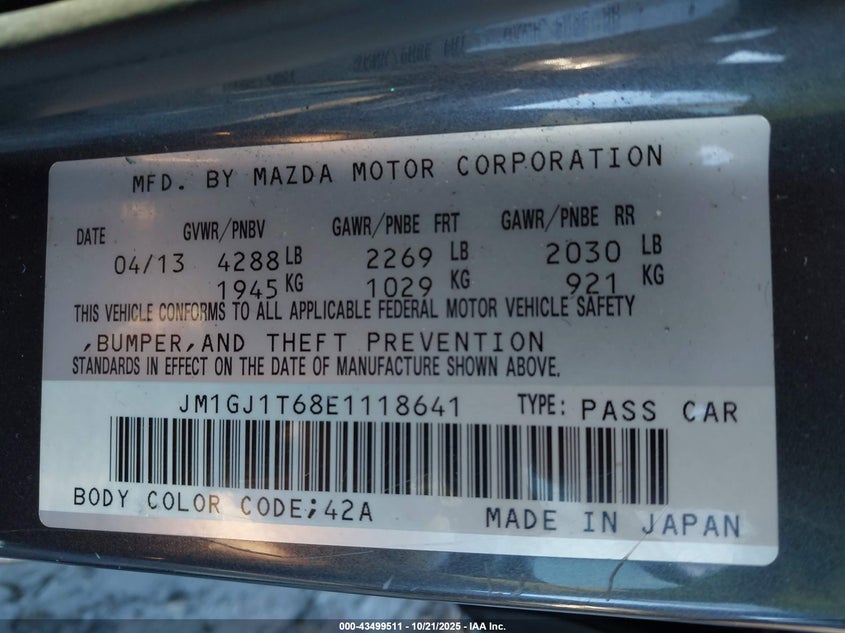 MFD. BY MAZDA MOTOR CORPORATION
DATE GVWR/PNBV GAWR/PNBE FRT GAWR/PNBE RR
04/13 4288 LB 2269 LB 2030 LB
1945 KG 1029 KG 921 KG
THIS VEHICLE CONFORMS TO ALL APPLICABLE FEDERAL MOTOR VEHICLE SAFETY
,BUMPER,AND THEFT PREVENTION
STANDARDS IN EFFECT ON THE DATE OF MANUFACTURE SHOWN ABOVE.
JM1GJ1T68E1118641 TYPE: PASS CAR
BODY COLOR CODE;42A MADE IN JAPAN
000-43499511 - 10/21/2025 - IAA Inc.